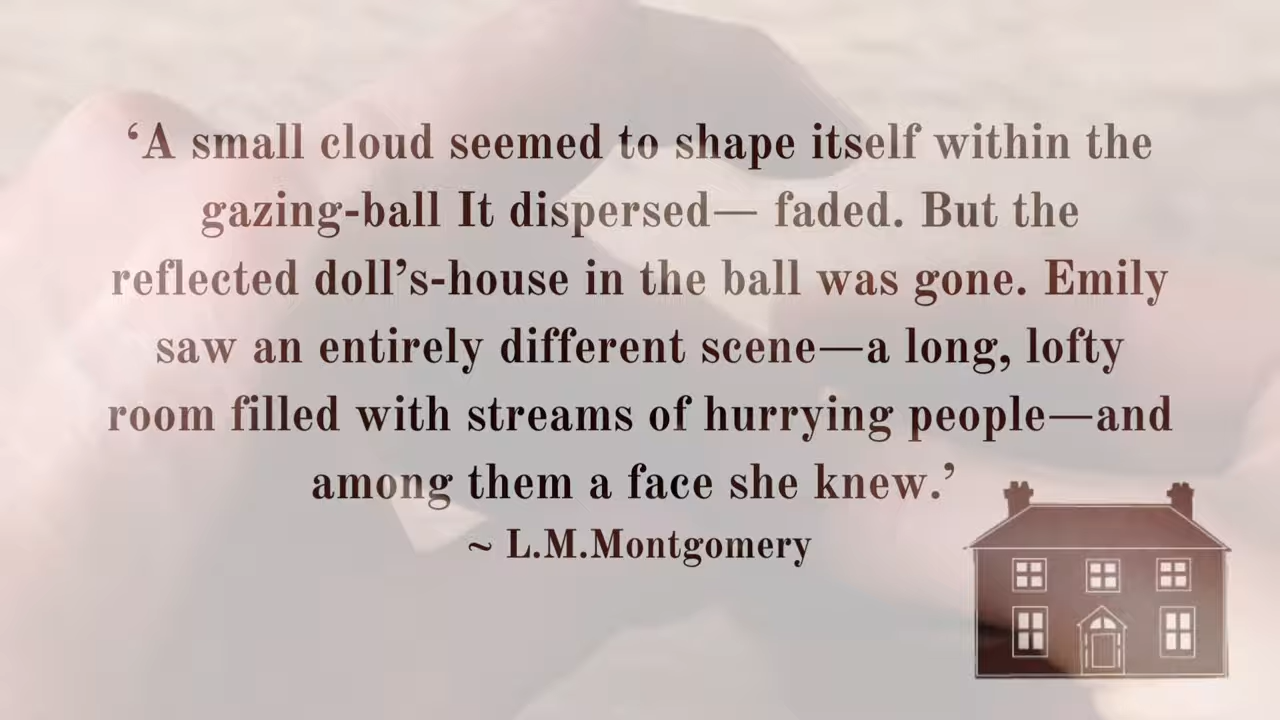 ‘A small cloud seemed to shape itself within the
gazing-ball It dispersed— faded. But the
reflected doll’s-house in the ball was gone. Emily
saw an entirely different scene—a long, lofty
room filled with streams of hurrying people—and
among them a face she knew.’
~ L.M.Montgomery